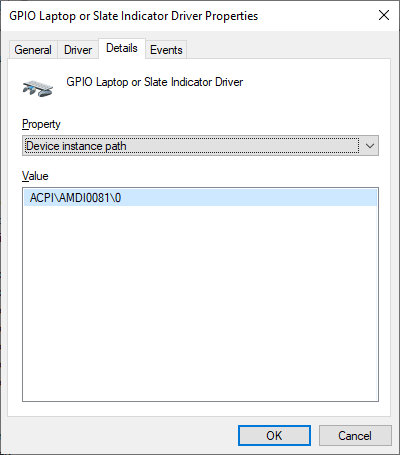 GPIO Laptop or Slate Indicator Driver Properties
General Driver Details Events
GPIO Laptop or Slate Indicator Driver
Property
Device instance path
Value
ACPI\AMDI0081\0
OK Cancel